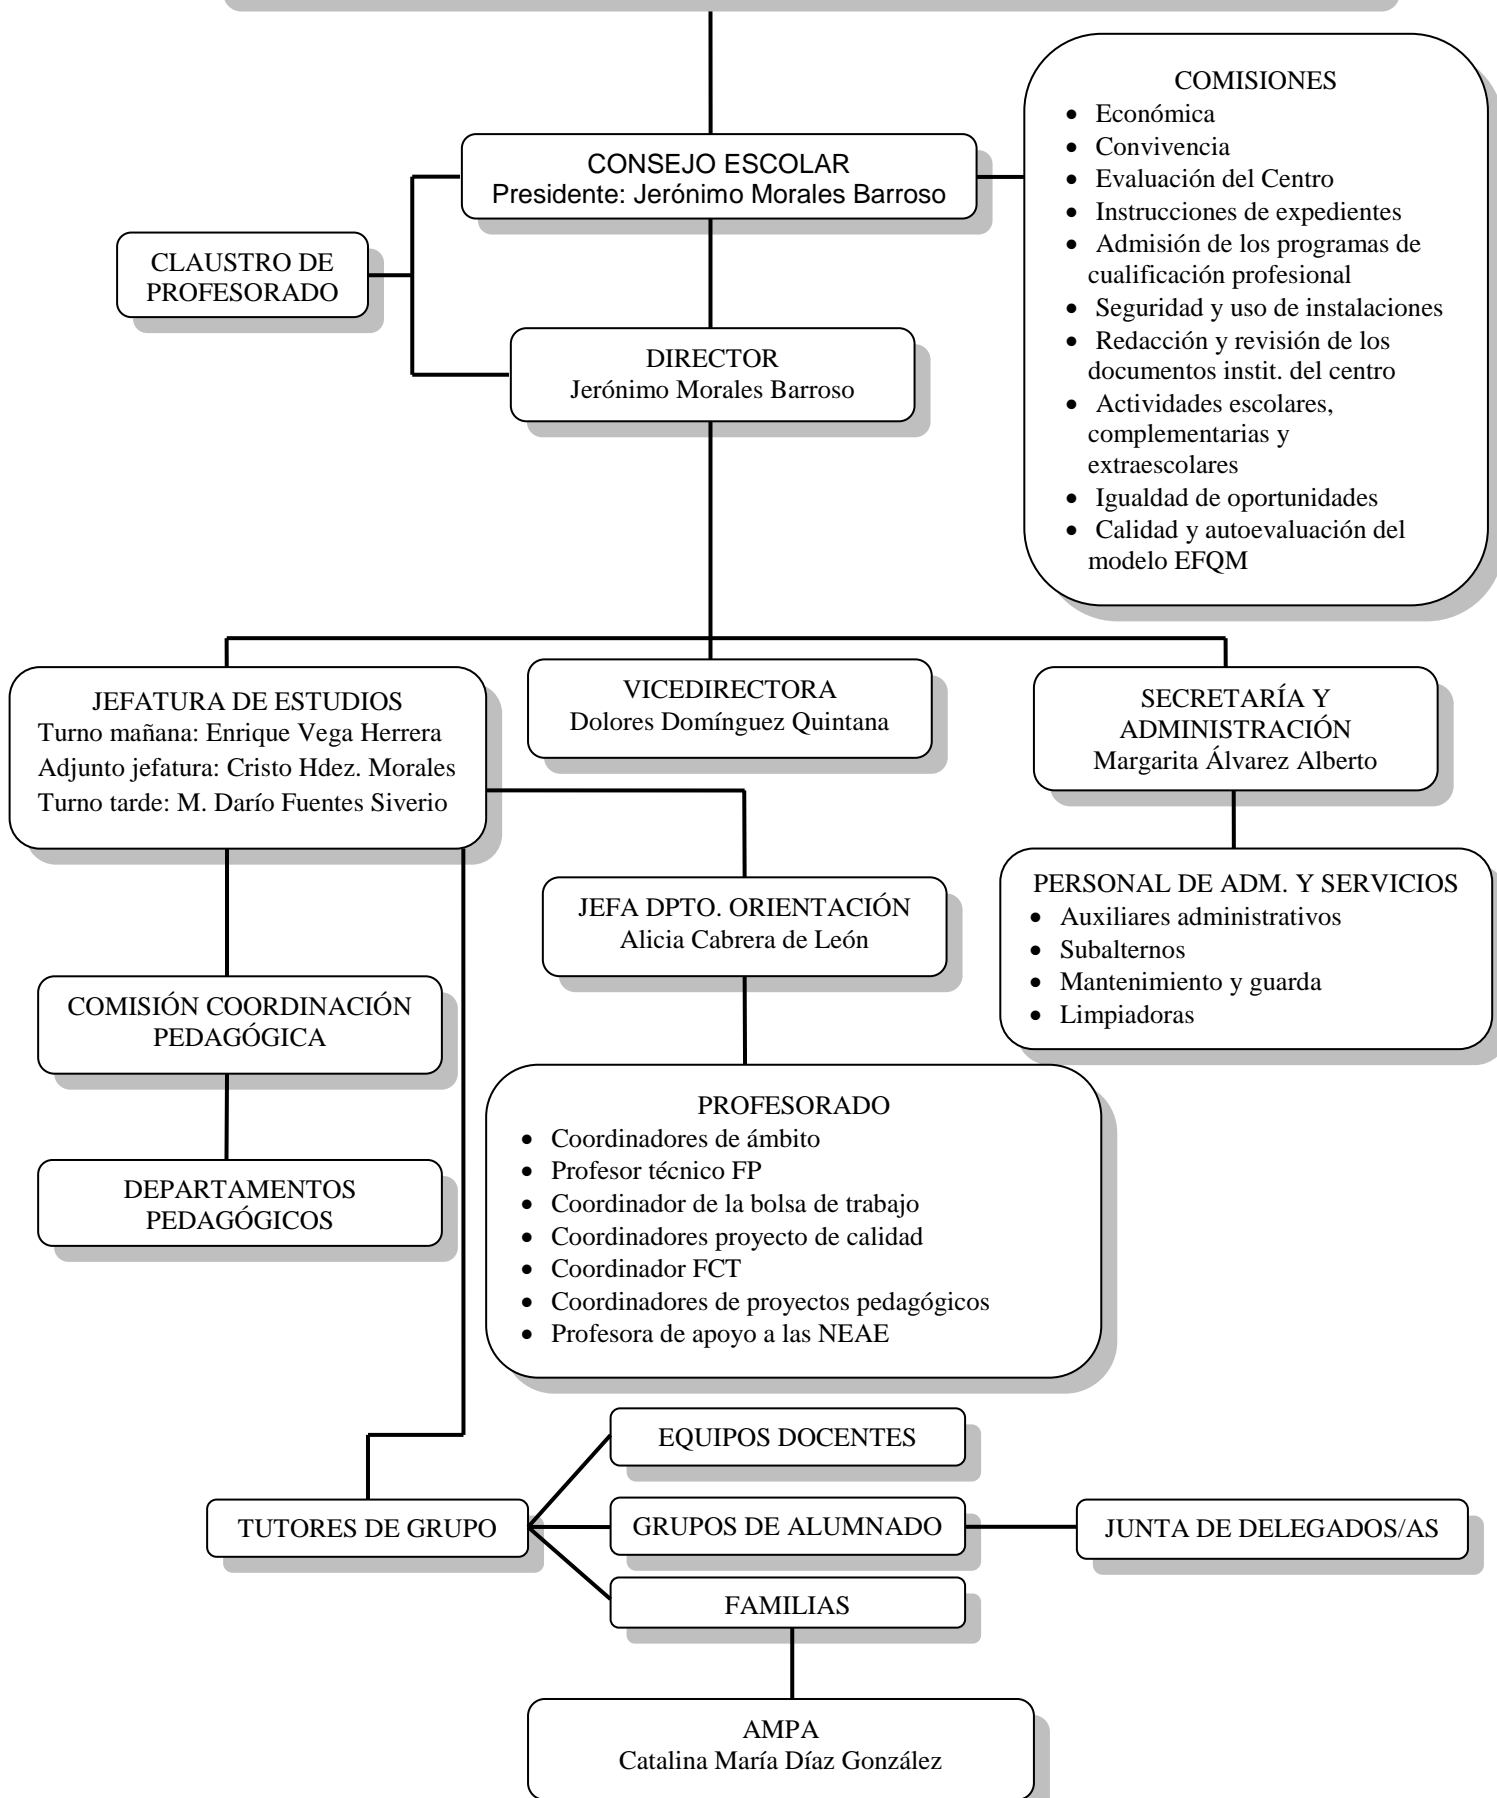 COMISIONES
• Económica
• Convivencia
• Evaluación del Centro
• Instrucciones de expedientes
• Admisión de los programas de
cualificación profesional
• Seguridad y uso de instalaciones
• Redacción y revisión de los
documentos instit. del centro
• Actividades escolares,
complementarias y
extraescolares
• Igualdad de oportunidades
• Calidad y autoevaluación del
modelo EFQM
CONSEJO ESCOLAR
Presidente: Jerónimo Morales Barroso
CLAUSTRO DE
PROFESORADO
DIRECTOR
Jerónimo Morales Barroso
JEFATURA DE ESTUDIOS
Turno mañana: Enrique Vega Herrera
Adjunto jefatura: Cristo Hdez. Morales
Turno tarde: M. Darío Fuentes Siverio
VICEDIRECTORA
Dolores Domínguez Quintana
SECRETARÍA Y
ADMINISTRACIÓN
Margarita Álvarez Alberto
JEFA DPTO. ORIENTACIÓN
Alicia Cabrera de León
PERSONAL DE ADM. Y SERVICIOS
• Auxiliares administrativos
• Subalternos
• Mantenimiento y guarda
• Limpiadoras
COMISIÓN COORDINACIÓN
PEDAGÓGICA
DEPARTAMENTOS
PEDAGÓGICOS
PROFESORADO
• Coordinadores de ámbito
• Profesor técnico FP
• Coordinador de la bolsa de trabajo
• Coordinadores proyecto de calidad
• Coordinador FCT
• Coordinadores de proyectos pedagógicos
• Profesora de apoyo a las NEAE
EQUIPOS DOCENTES
TUTORES DE GRUPO
GRUPOS DE ALUMNADO
JUNTA DE DELEGADOS/AS
FAMILIAS
AMPA
Catalina María Díaz González